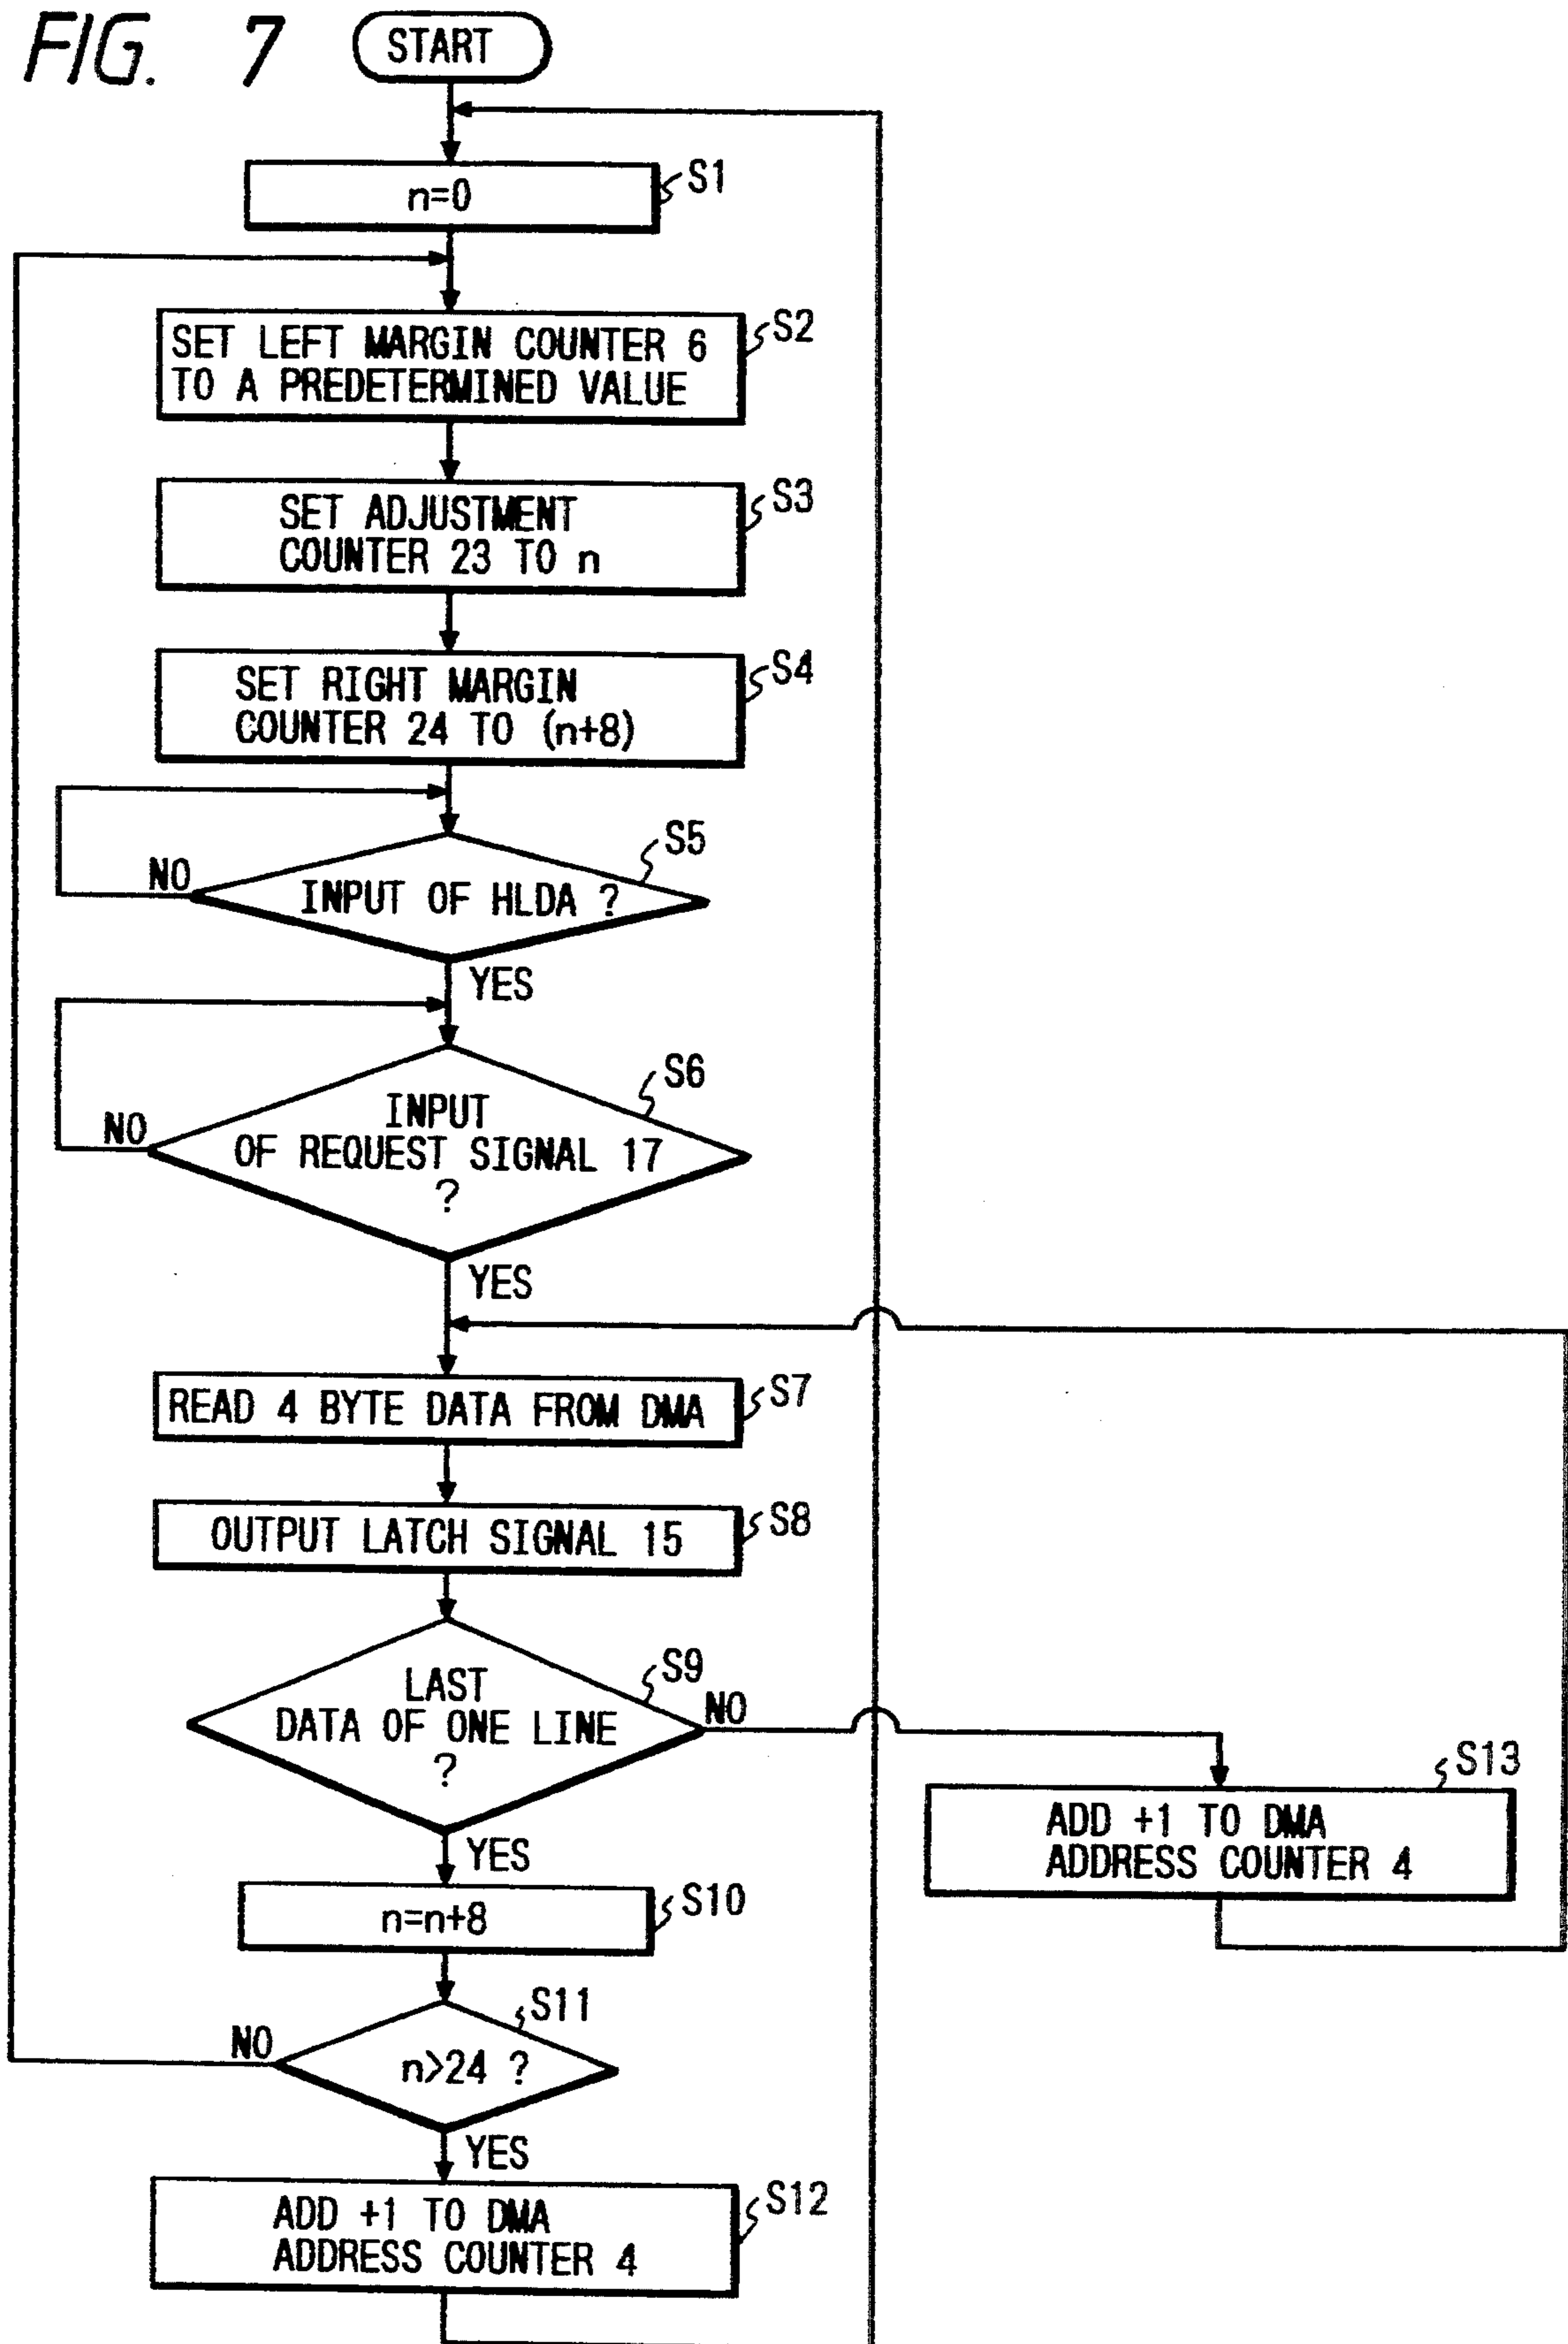 FIG. 7
START
S1
n=0
S2
SET LEFT MARGIN COUNTER 6
TO A PREDETERMINED VALUE
S3
SET ADJUSTMENT
COUNTER 23 TO n
S4
SET RIGHT MARGIN
COUNTER 24 TO (n+8)
S5
NO
INPUT OF HLDA ?
YES
S6
NO
INPUT
OF REQUEST SIGNAL 17
?
YES
S7
READ 4 BYTE DATA FROM DMA
S8
OUTPUT LATCH SIGNAL 15
S9
LAST
DATA OF ONE LINE
?
NO
S13
ADD +1 TO DMA
ADDRESS COUNTER 4
YES
S10
n=n+8
S11
NO
n>24 ?
YES
S12
ADD +1 TO DMA
ADDRESS COUNTER 4